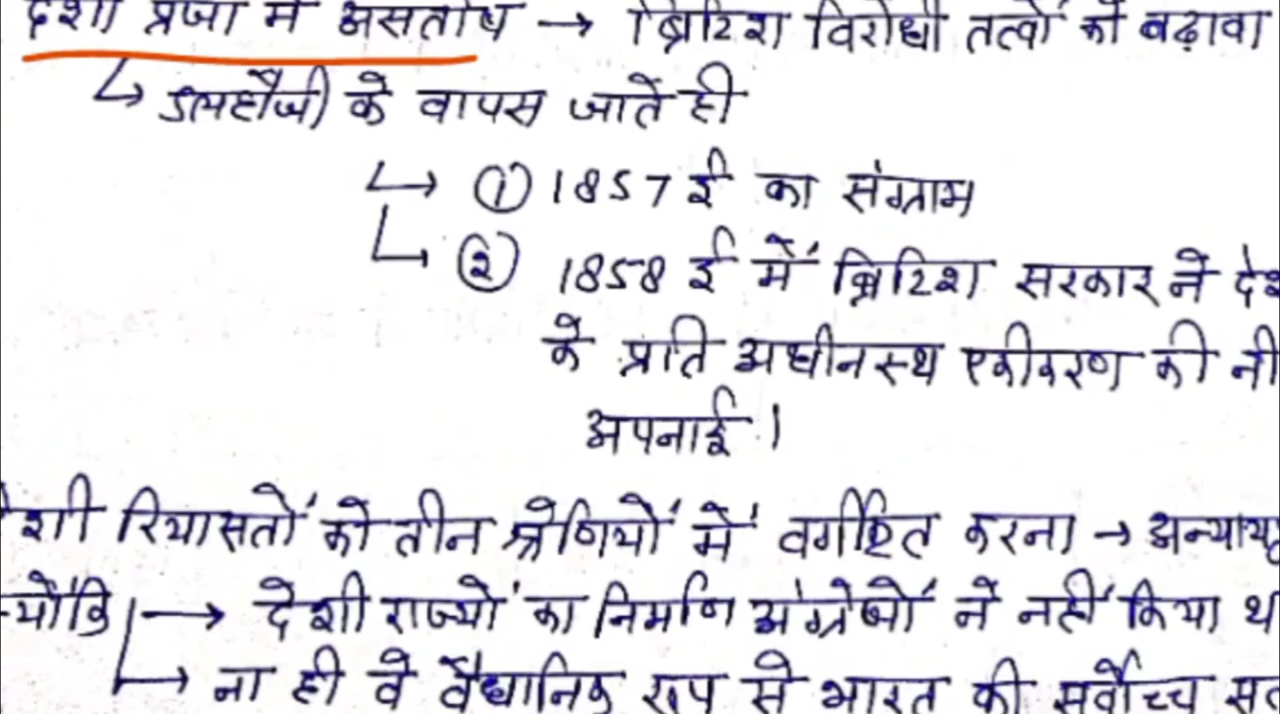 देशी प्रजा में असंतोष → ब्रिटिश विरोधी तत्वों को बढ़ावा
↳ डलहौजी के वापस जाते ही
↳ ① 1857 ई का संग्राम
↳ ② 1858 ई में ब्रिटिश सरकार ने
के प्रति अधीनस्थ एकीकरण की
अपनाई ।
रियासतों को तीन श्रेणियों में वर्गीकृत करना →
→ देशी राज्यों का निर्माण अंग्रेजों ने नहीं किया
→ ना ही वे वैधानिक रूप से भारत की सर्वोच्च